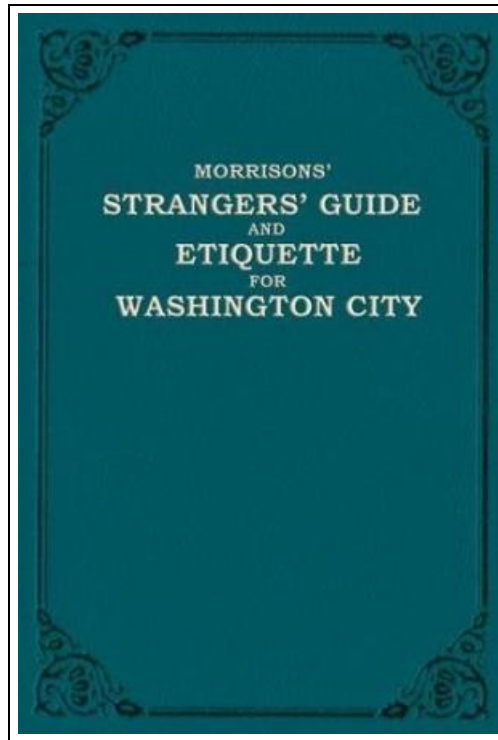 MORRISONS'
STRANGERS' GUIDE
AND
ETIQUETTE
FOR
WASHINGTON CITY